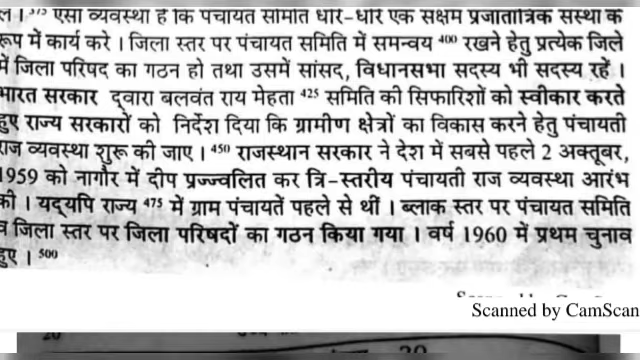 ल । 375 ऐसी व्यवस्था है कि पंचायत समिति धीरे-धीरे एक सक्षम प्रजातांत्रिक संस्था के
रूप में कार्य करे । जिला स्तर पर पंचायत समिति में समन्वय 400 रखने हेतु प्रत्येक जिले
में जिला परिषद का गठन हो तथा उसमें सांसद, विधानसभा सदस्य भी सदस्य रहें ।
भारत सरकार द्वारा बलवंत राय मेहता 425 समिति की सिफारिशों को स्वीकार करते
हुए राज्य सरकारों को निर्देश दिया कि ग्रामीण क्षेत्रों का विकास करने हेतु पंचायती
राज व्यवस्था शुरू की जाए । 450 राजस्थान सरकार ने देश में सबसे पहले 2 अक्तूबर,
1959 को नागौर में दीप प्रज्ज्वलित कर त्रि-स्तरीय पंचायती राज व्यवस्था आरंभ
की । यद्यपि राज्य 475 में ग्राम पंचायतें पहले से थीं । ब्लाक स्तर पर पंचायत समिति
व जिला स्तर पर जिला परिषदों का गठन किया गया । वर्ष 1960 में प्रथम चुनाव
हुए । 500
Scanned by CamScan
20